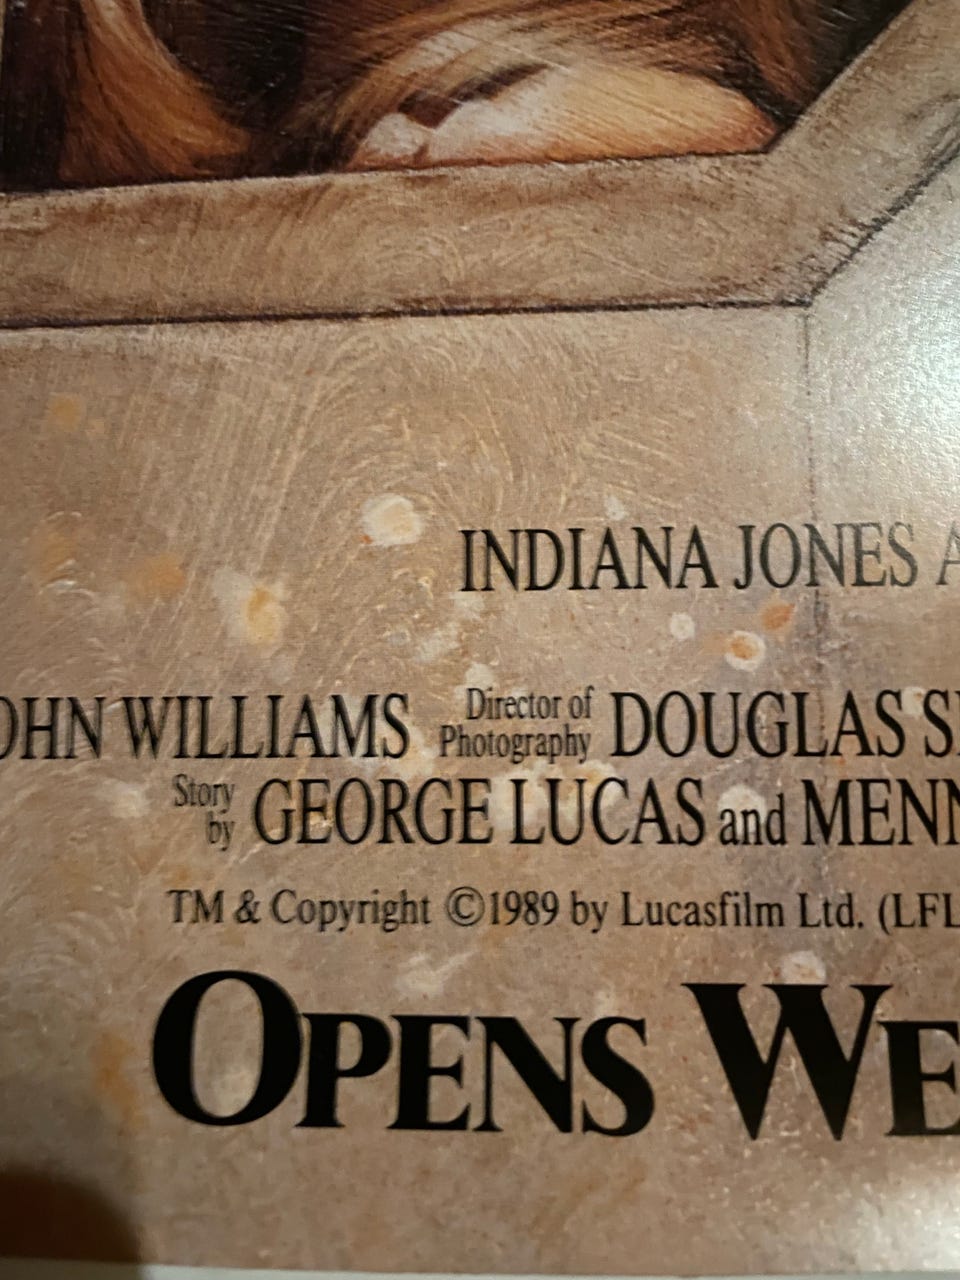 INDIANA JONES A
OHN WILLIAMS Director of Photography DOUGLAS S
Story by GEORGE LUCAS and MENN
TM & Copyright ©1989 by Lucasfilm Ltd. (LFL
OPENS WE